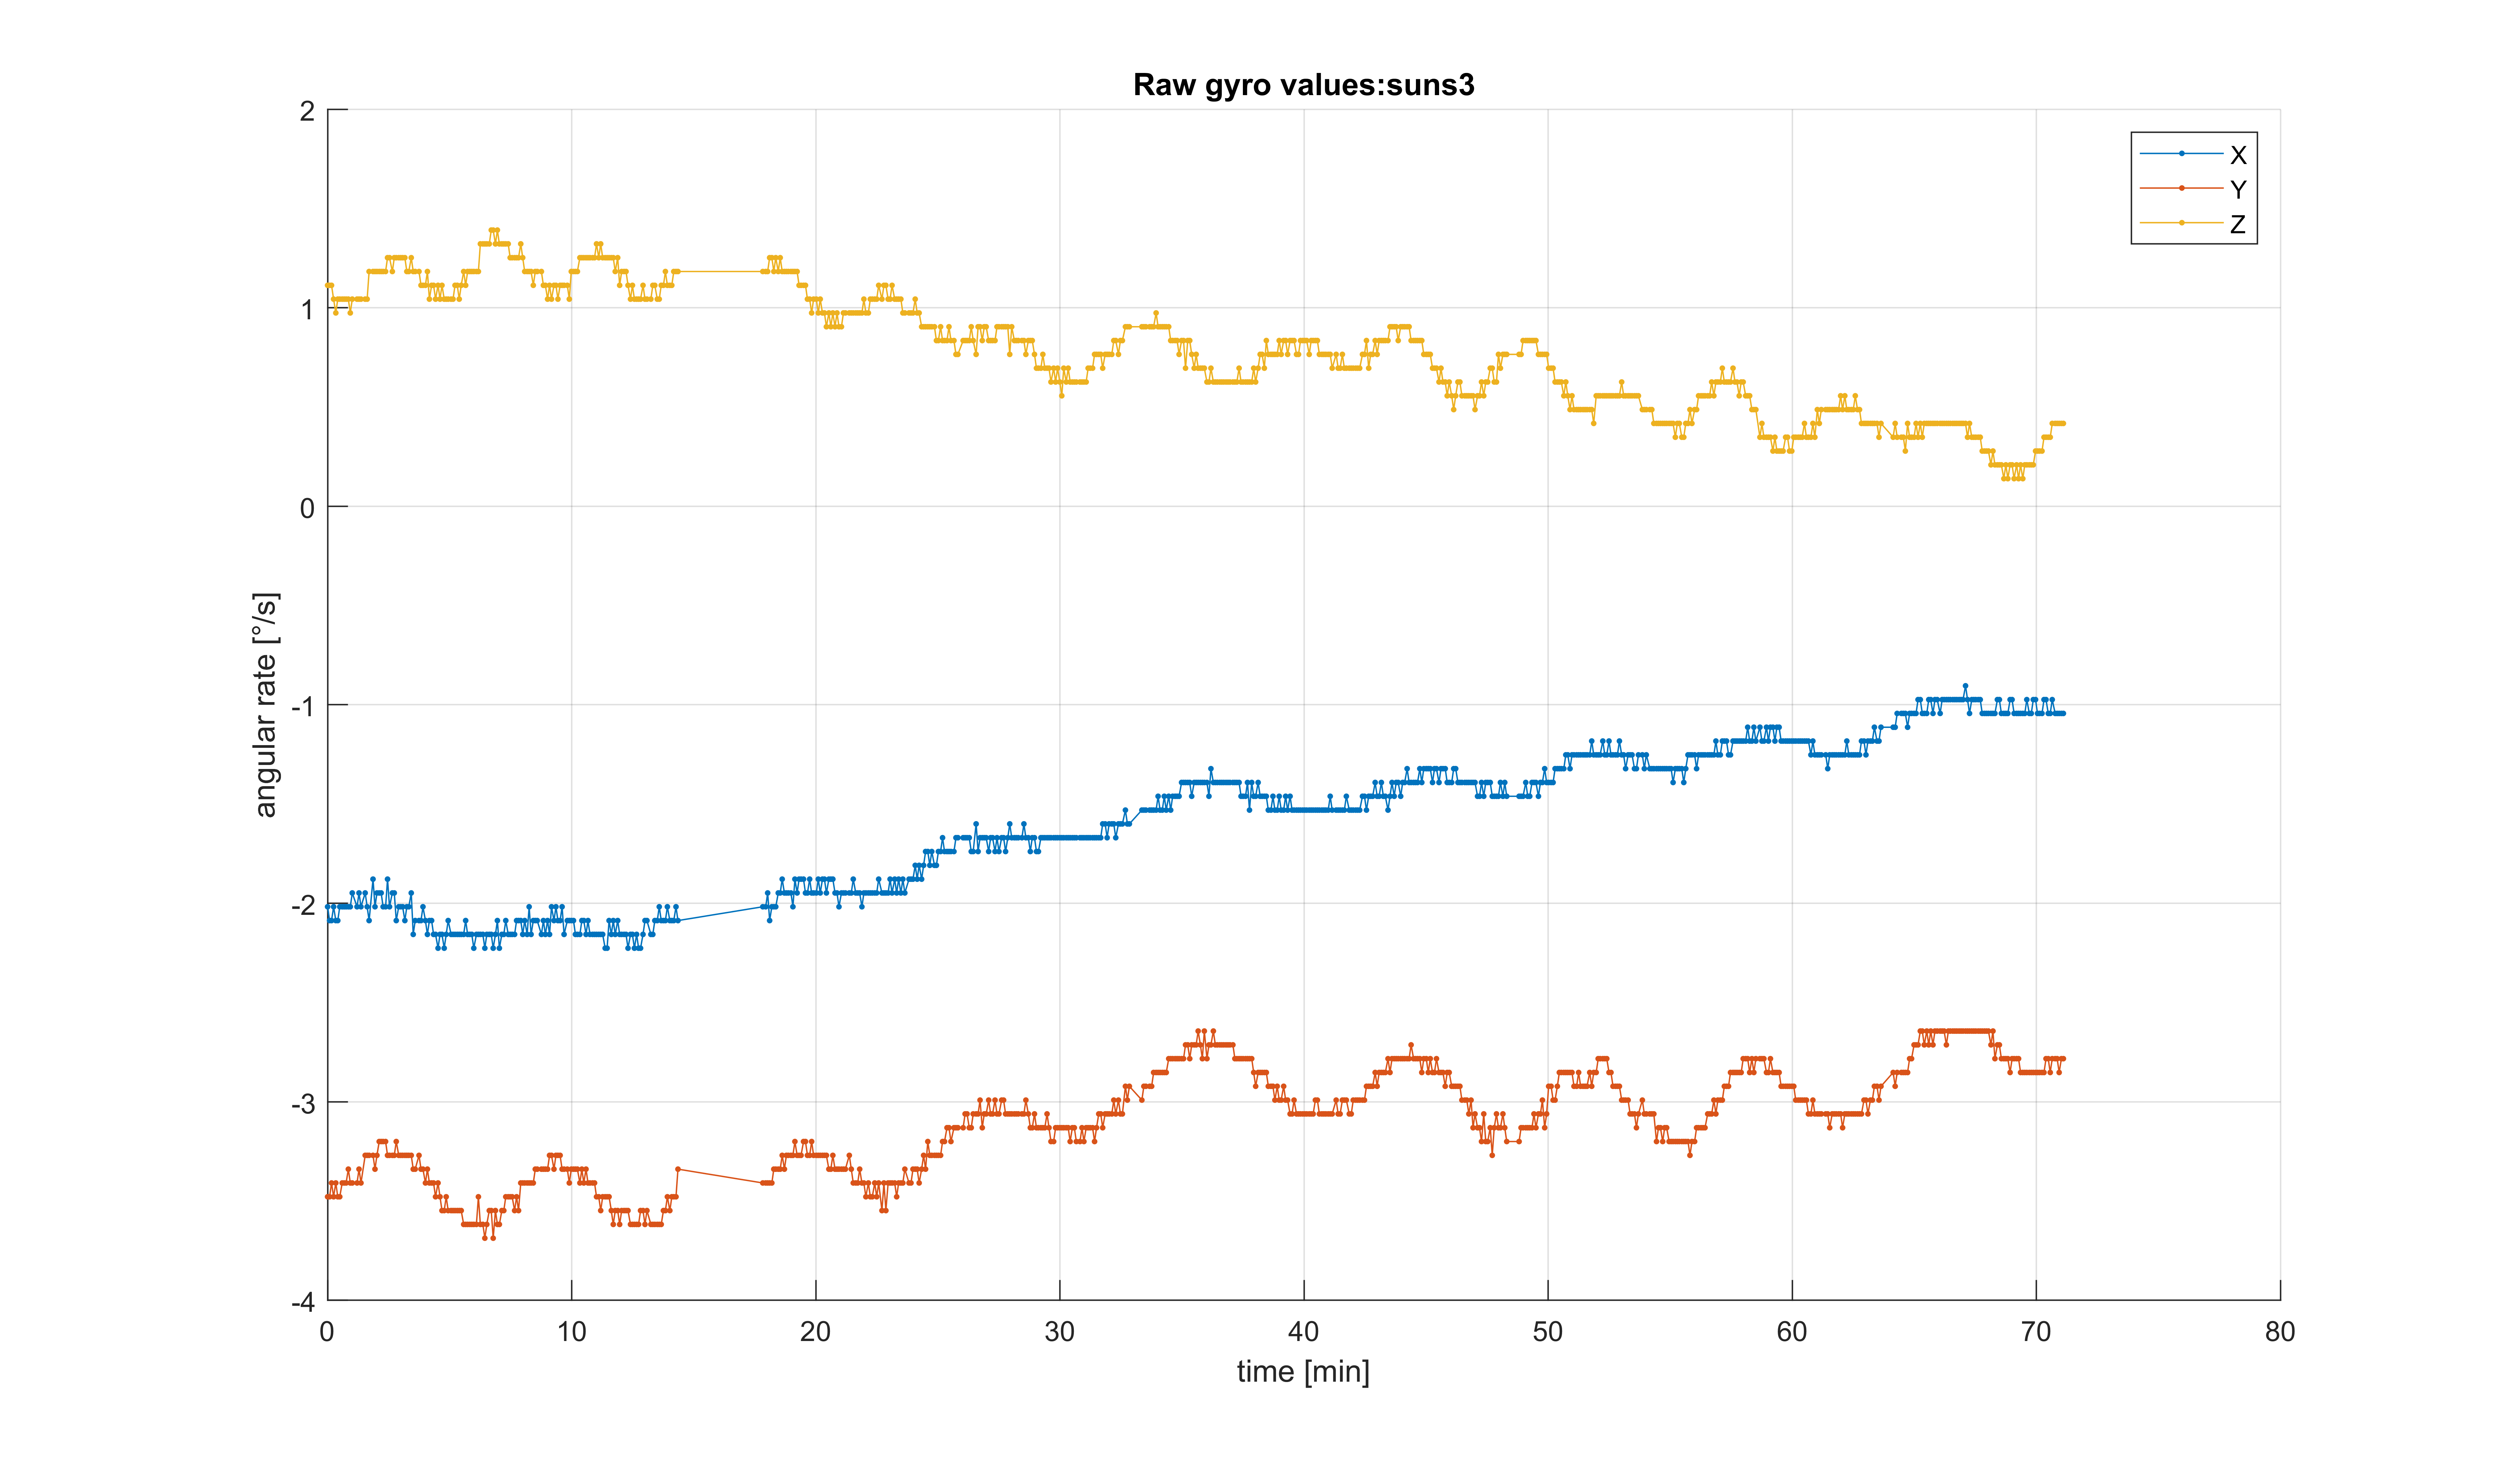 Raw gyro values:suns3
X
Y
Z
angular rate [°/s]
2
1
0
-1
-2
-3
-4
0 10 20 30 40 50 60 70 80
time [min]